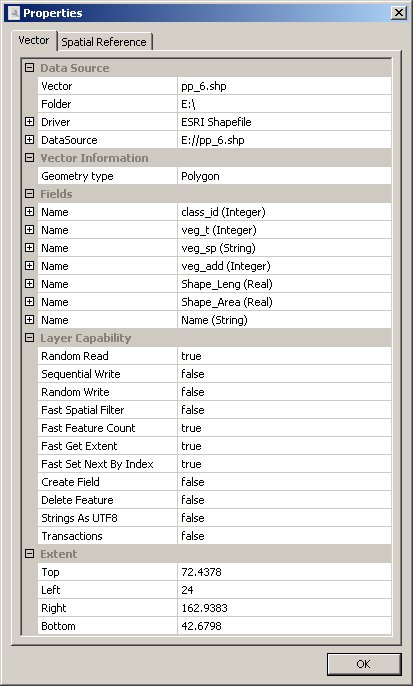 Properties
Vector Spatial Reference
Data Source
Vector pp_6.shp
Folder E:\
Driver ESRI Shapefile
DataSource E://pp_6.shp
Vector Information
Geometry type Polygon
Fields
Name class_id (Integer)
Name veg_t (Integer)
Name veg_sp (String)
Name veg_add (Integer)
Name Shape_Leng (Real)
Name Shape_Area (Real)
Name Name (String)
Layer Capability
Random Read true
Sequential Write false
Random Write false
Fast Spatial Filter false
Fast Feature Count true
Fast Get Extent true
Fast Set Next By Index true
Create Field false
Delete Feature false
Strings As UTF8 false
Transactions false
Extent
Top 72.4378
Left 24
Right 162.9383
Bottom 42.6798
OK